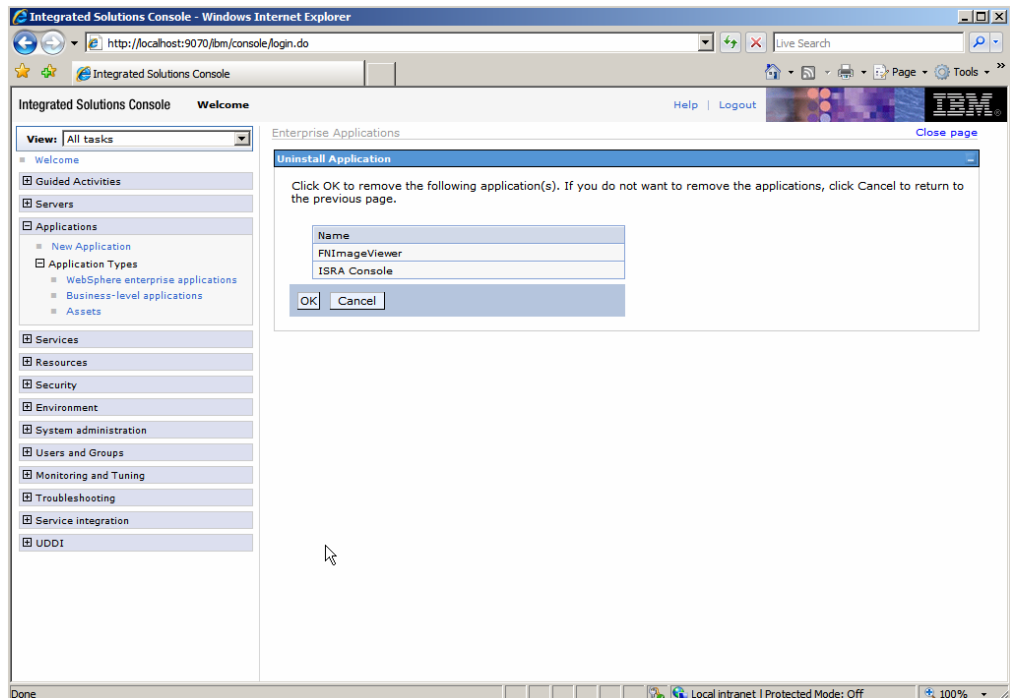 Integrated Solutions Console - Windows Internet Explorer
http://localhost:9070/ibm/console/login.do
Live Search
Integrated Solutions Console
Page
Tools
»
Integrated Solutions Console Welcome
Help | Logout
IBM®
View: All tasks
Welcome
Guided Activities
Servers
Applications
New Application
Application Types
WebSphere enterprise applications
Business-level applications
Assets
Services
Resources
Security
Environment
System administration
Users and Groups
Monitoring and Tuning
Troubleshooting
Service integration
UDDI
Enterprise Applications
Close page
Uninstall Application
Click OK to remove the following application(s). If you do not want to remove the applications, click Cancel to return to
the previous page.
Name
FNImageViewer
ISRA Console
OK Cancel
Done
Local intranet | Protected Mode: Off
100%